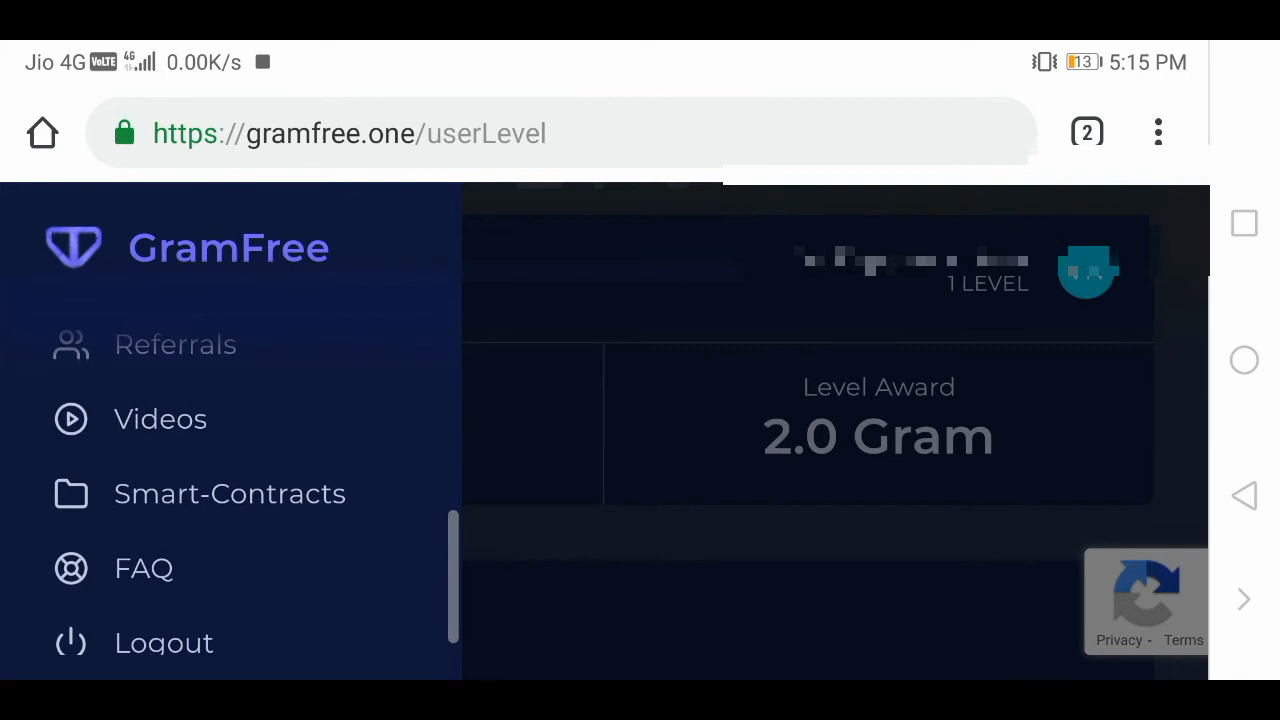 Jio 4G VoLTE 4G 0.00K/s 13 5:15 PM
https://gramfree.one/userLevel 2
GramFree
1 LEVEL
Referrals
Level Award
Videos
2.0 Gram
Smart-Contracts
FAQ
Logout
Privacy - Terms